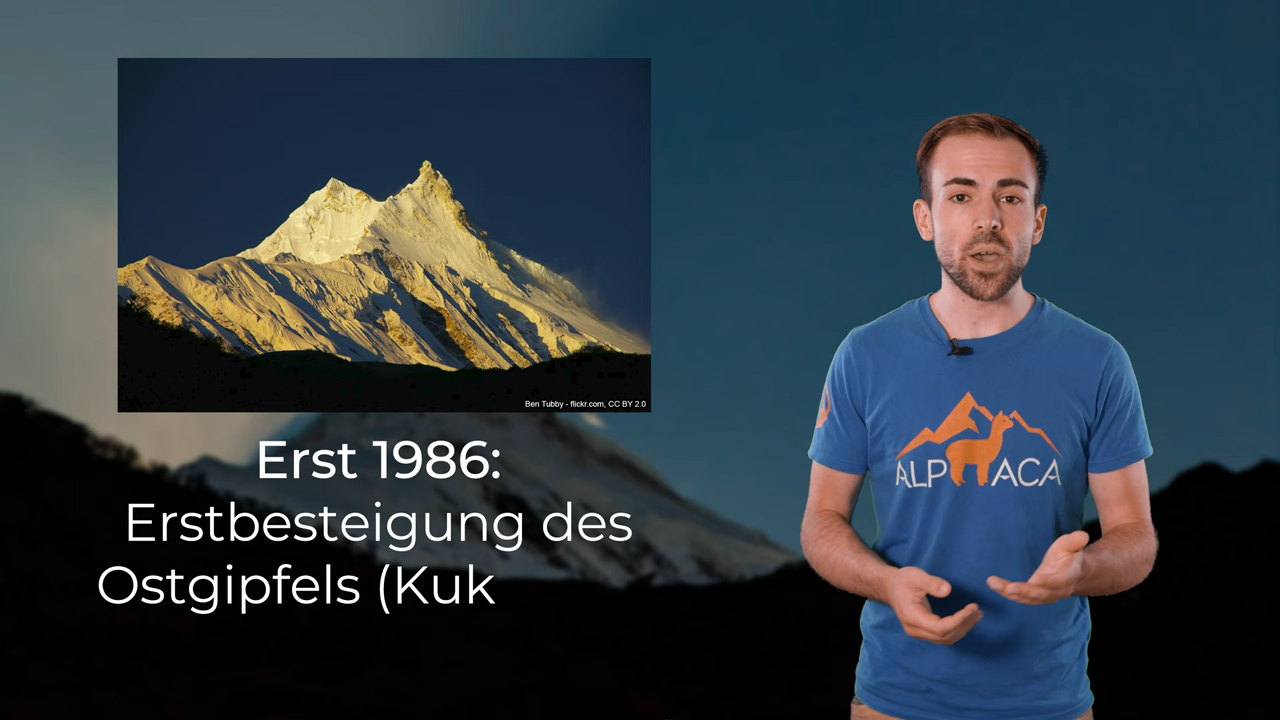 Ben Tubby - flickr.com, CC BY 2.0
Erst 1986:
Erstbesteigung des
Ostgipfels (Kuk
ALP ACA